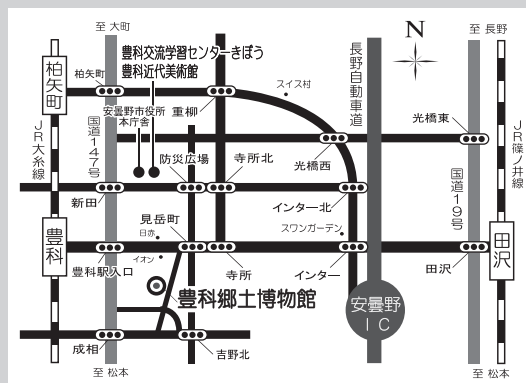 至 大町
豊科交流学習センターきぼう
豊科近代美術館
N
至 長野
柏矢町
柏矢町
安曇野市役所
本庁舎
重柳
スイス村
長野自動車道
光橋東
JR大糸線
国道147号
防災広場
寺所北
光橋西
JR篠ノ井線
国道19号
新田
見岳町
インター北
日赤
スワンガーデン
豊科
田沢
イオン
豊科駅入口
寺所
インター
田沢
豊科郷土博物館
安曇野
IC
成相
吉野北
至 松本
至 松本